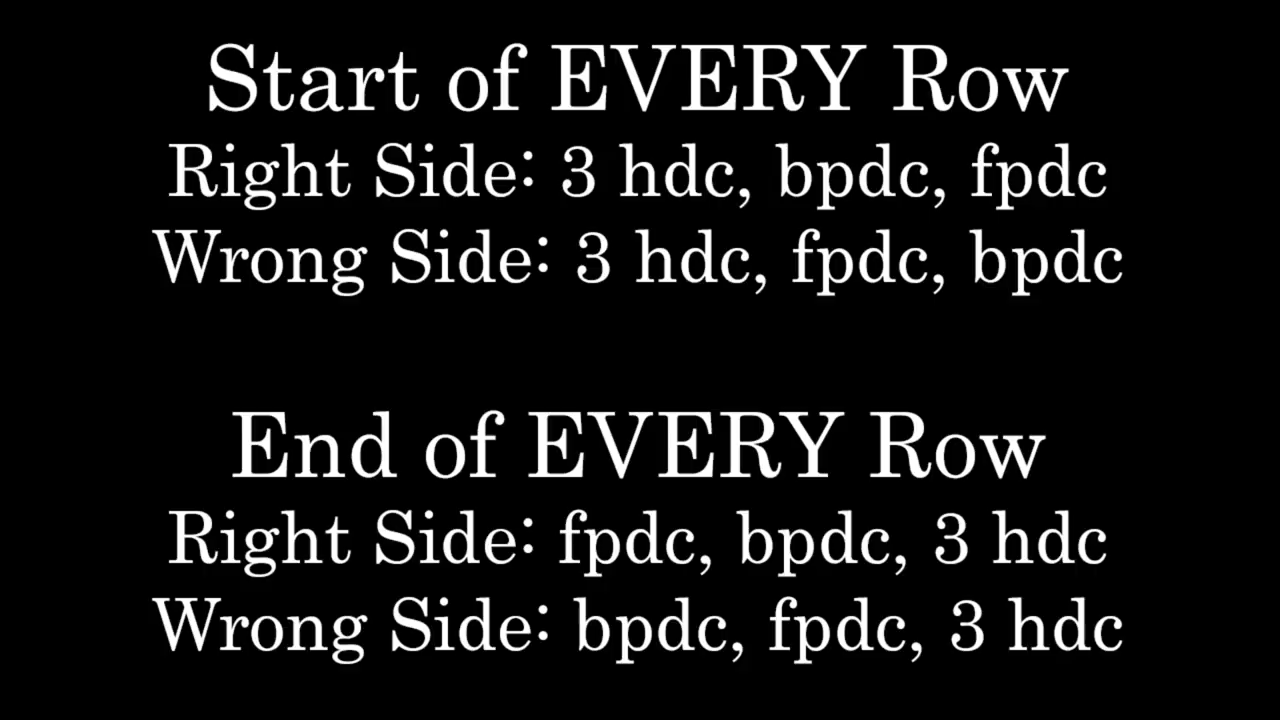 Start of EVERY Row
Right Side: 3 hdc, bpdc, fpdc
Wrong Side: 3 hdc, fpdc, bpdc
End of EVERY Row
Right Side: fpdc, bpdc, 3 hdc
Wrong Side: bpdc, fpdc, 3 hdc